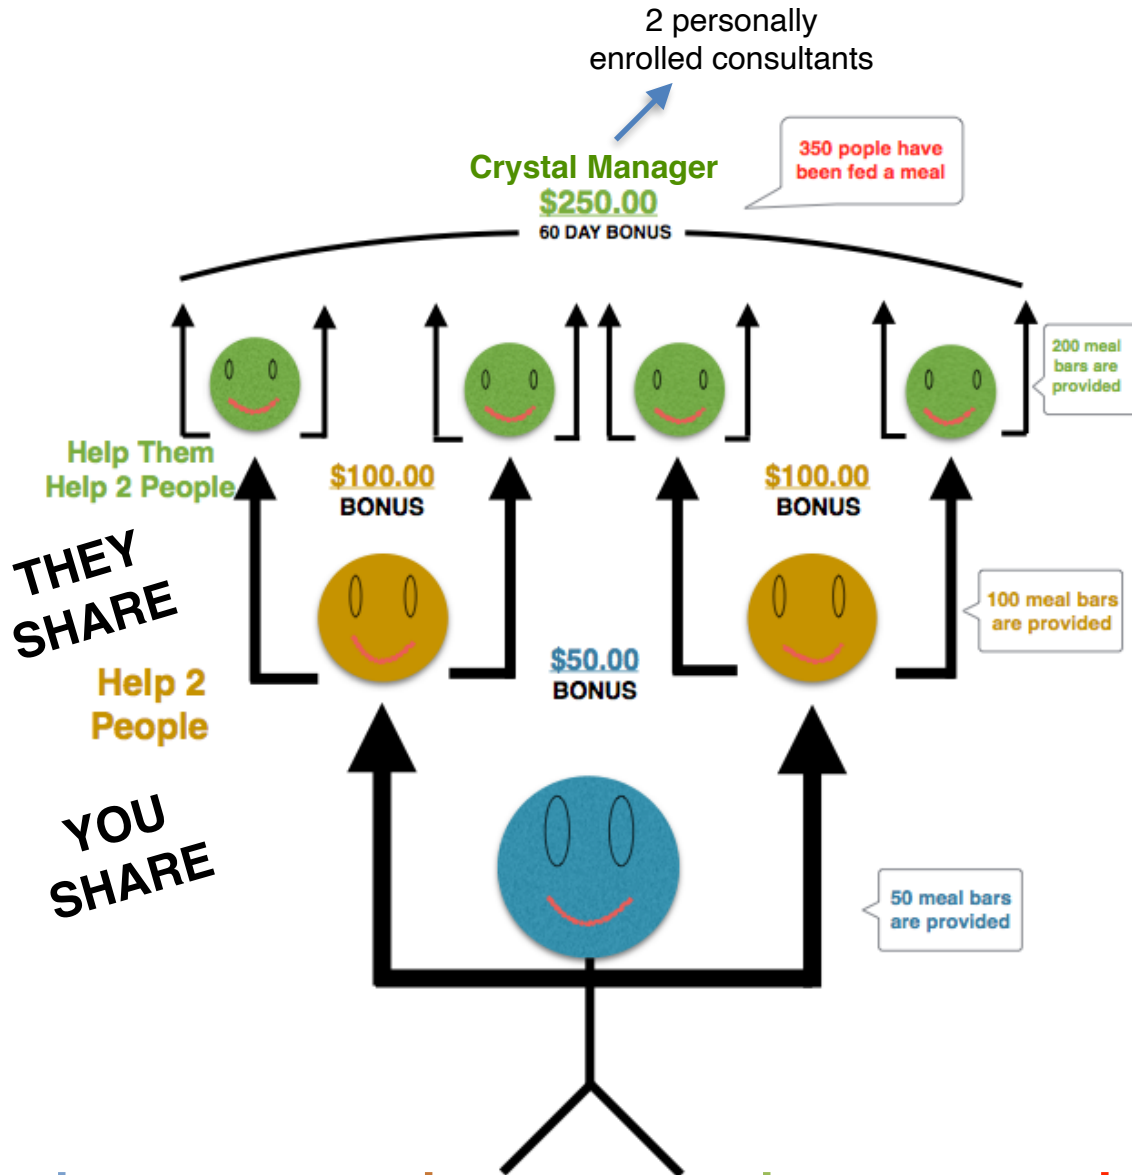 2 personally
enrolled consultants
Crystal Manager
$250.00
60 DAY BONUS
350 pople have
been fed a meal
200 meal
bars are
provided
Help Them
Help 2 People
$100.00
BONUS
$100.00
BONUS
THEY
SHARE
100 meal bars
are provided
Help 2
People
$50.00
BONUS
YOU
SHARE
50 meal bars
are provided